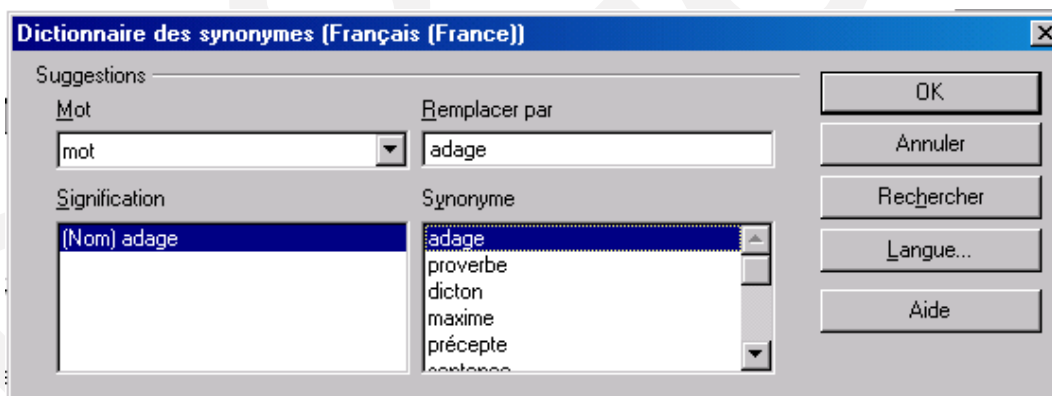 Dictionnaire des synonymes (Français (France))
Suggestions
Mot
mot
Remplacer par
adage
Signification
(Nom) adage
Synonyme
adage
proverbe
dicton
maxime
précepte
OK
Annuler
Rechercher
Langue...
Aide